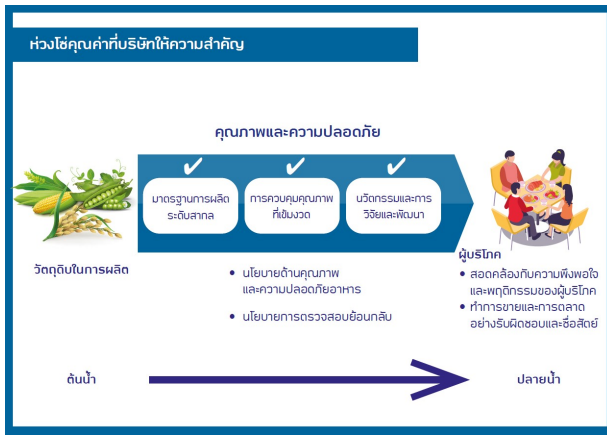 ห่วงโซ่คุณค่าที่บริษัทให้ความสำคัญ
คุณภาพและความปลอดภัย
มาตรฐานการผลิต
ระดับสากล
การควบคุมคุณภาพ
ที่เข้มงวด
นวัตกรรมและการ
วิจัยและพัฒนา
วัตถุดิบในการผลิต
• นโยบายด้านคุณภาพ
และความปลอดภัยอาหาร
• นโยบายการตรวจสอบย้อนกลับ
ผู้บริโภค
• สอดคล้องกับความพึงพอใจ
และพฤติกรรมของผู้บริโภค
• ทำการขายและการตลาด
อย่างรับผิดชอบและซื่อสัตย์
ต้นน้ำ
ปลายน้ำ